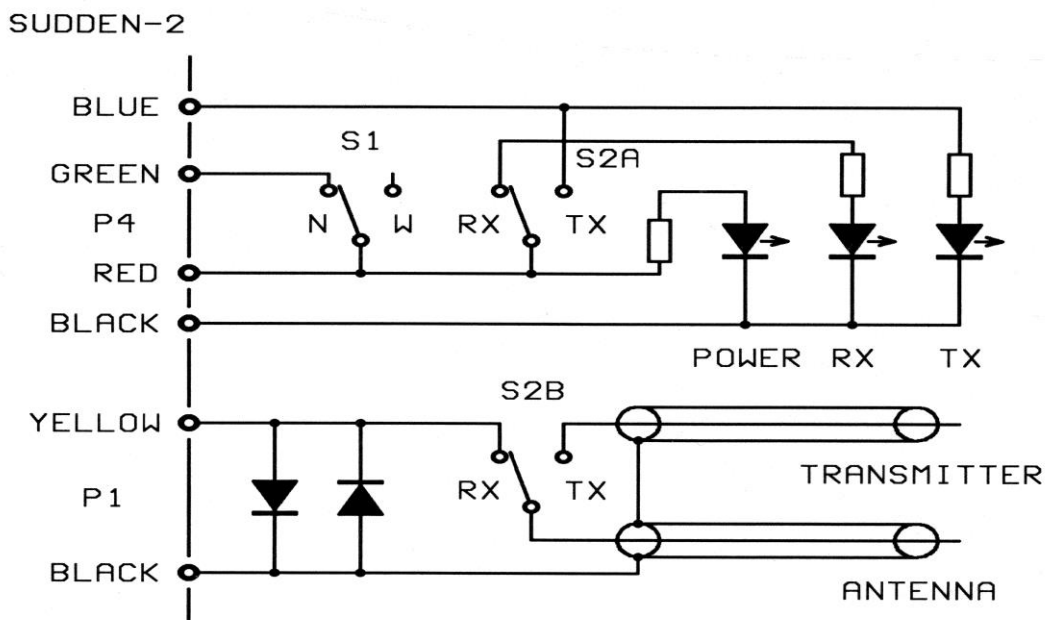 SUDDEN-2
BLUE
S1
S2A
GREEN
P4
N
W
RX
TX
RED
BLACK
POWER RX TX
S2B
YELLOW
RX
TX
TRANSMITTER
P1
BLACK
ANTENNA